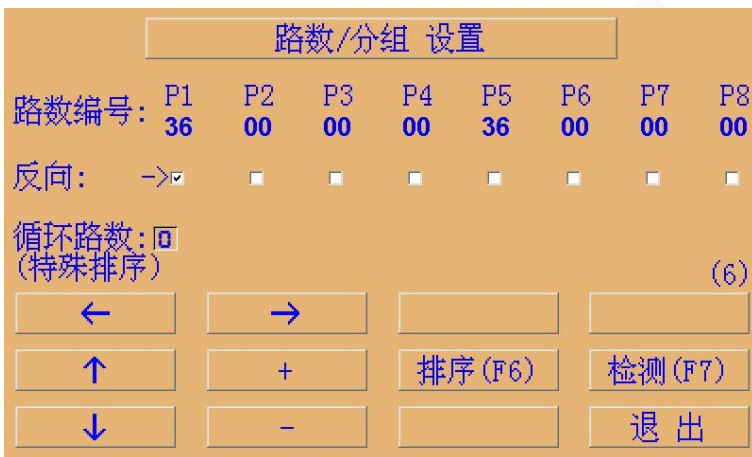 路数/分组 设置
P1 P2 P3 P4 P5 P6 P7 P8
路数编号: 36 00 00 00 36 00 00 00
反向: ->
循环路数: 0
(特殊排序)
(6)
← →
↑ + 排序(F6) 检测(F7)
↓ - 退 出